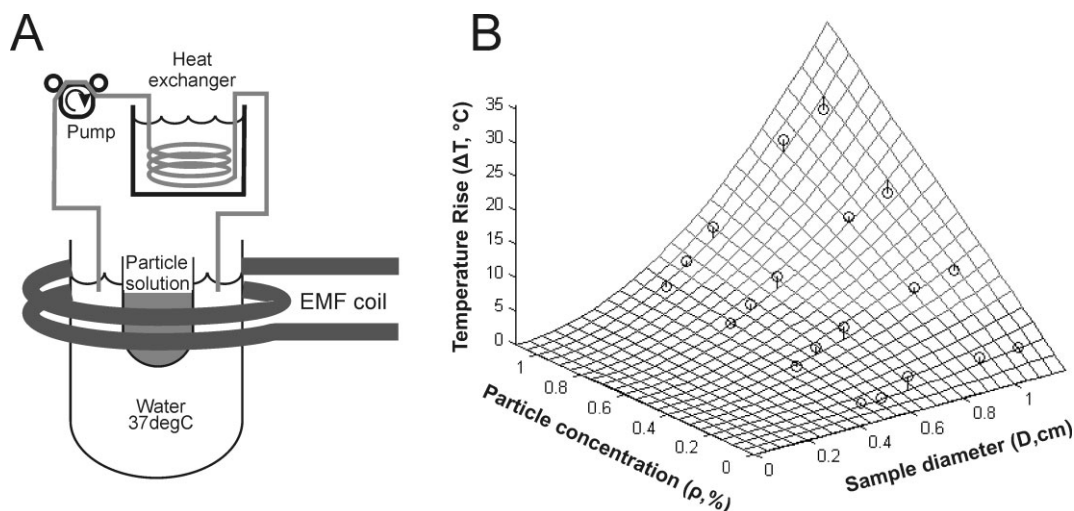 A
Heat
exchanger
Pump
Particle
solution
EMF coil
Water
37degC
B
Temperature Rise (ΔT, °C)
35
30
25
20
15
10
5
0
Particle concentration (ρ,%)
1
0.8
0.6
0.4
0.2
0
Sample diameter (D,cm)
0
0.2
0.4
0.6
0.8
1